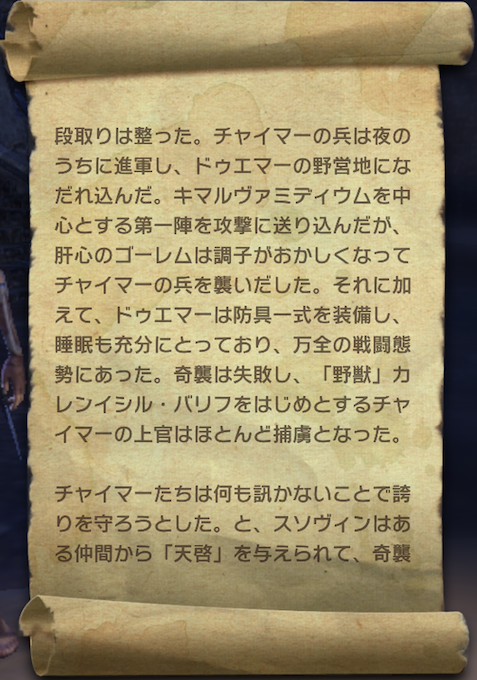 段取りは整った。チャイマーの兵は夜の
うちに進軍し、ドゥエマーの野営地にな
だれ込んだ。キマルヴァミディウムを中
心とする第一陣を攻撃に送り込んだが、
肝心のゴーレムは調子がおかしくなって
チャイマーの兵を襲いだした。それに加
えて、ドゥエマーは防具一式を装備し、
睡眠も充分にとっており、万全の戦闘態
勢にあった。奇襲は失敗し、「野獣」カ
レンイシル・バリフをはじめとするチャ
イマーの上官はほとんど捕虜となった。

チャイマーたちは何も訊かないことで誇
りを守ろうとした。と、スソヴィンはあ
る仲間から「天啓」を与えられて、奇襲